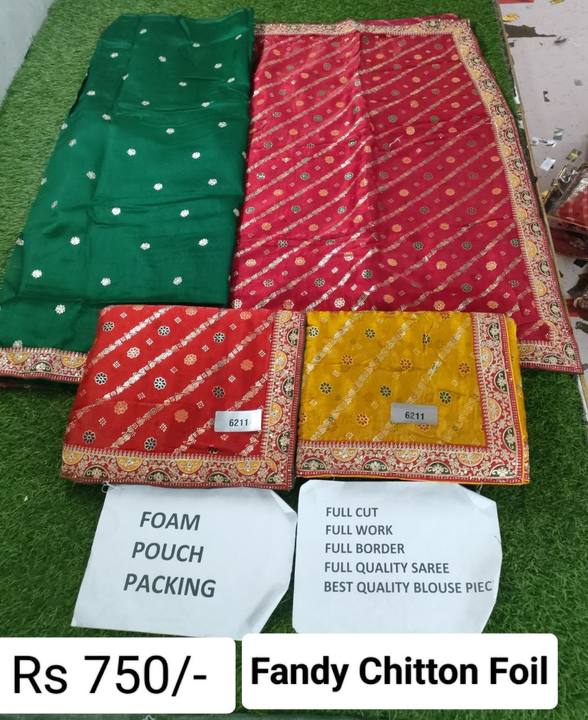 6211
6211
FOAM
POUCH
PACKING
FULL CUT
FULL WORK
FULL BORDER
FULL QUALITY SAREE
BEST QUALITY BLOUSE PIEC
Rs 750/-
Fandy Chitton Foil